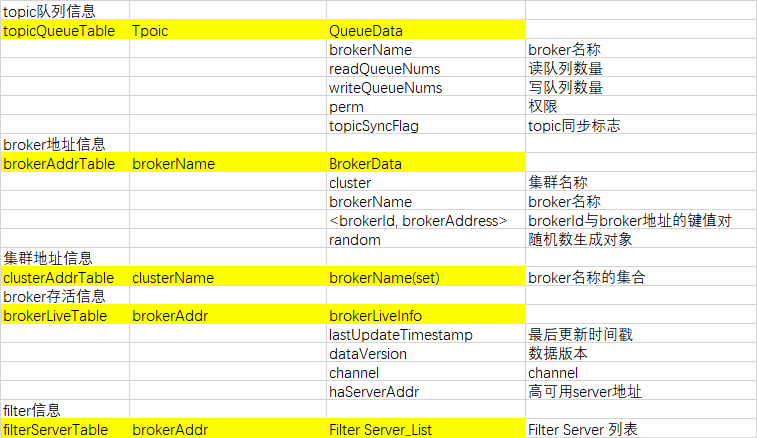 topic队列信息
topicQueueTable Tpoic QueueData
brokerName broker名称
readQueueNums 读队列数量
writeQueueNums 写队列数量
perm 权限
topicSyncFlag topic同步标志
broker地址信息
brokerAddrTable brokerName BrokerData
cluster 集群名称
brokerName broker名称
<brokerId, brokerAddress> brokerId与broker地址的键值对
random 随机数生成对象
集群地址信息
clusterAddrTable clusterName brokerName(set) broker名称的集合
broker存活信息
brokerLiveTable brokerAddr brokerLiveInfo
lastUpdateTimestamp 最后更新时间戳
dataVersion 数据版本
channel channel
haServerAddr 高可用server地址
filter信息
filterServerTable brokerAddr Filter Server_List Filter Server 列表